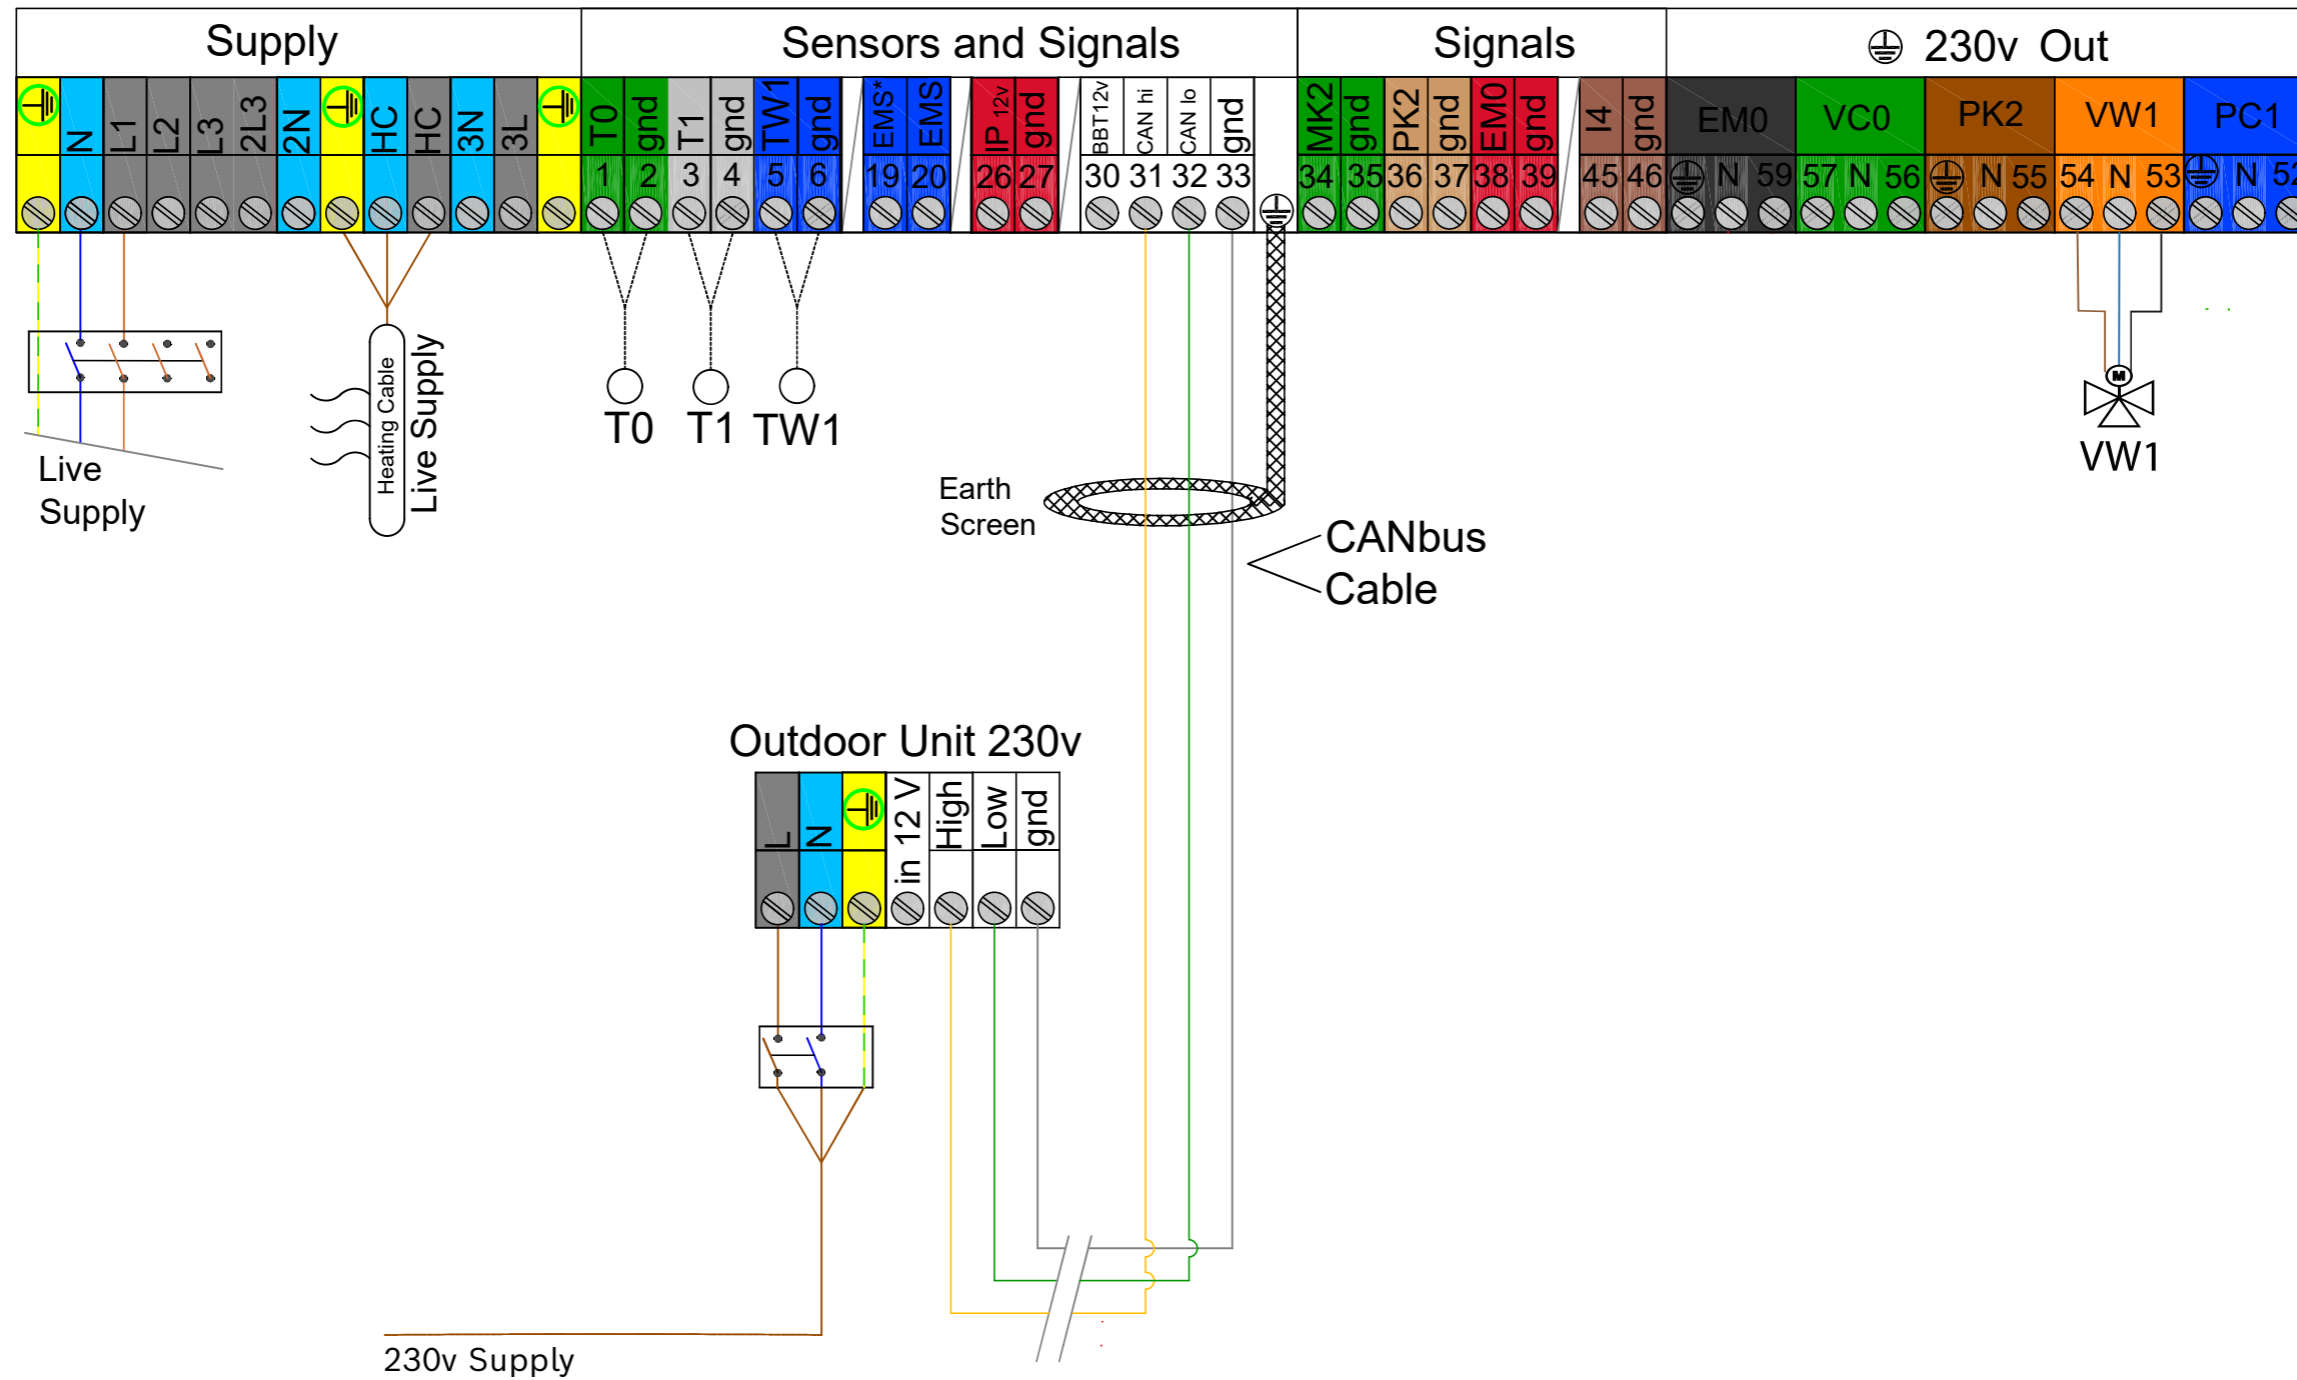 Supply
Sensors and Signals
Signals
230v Out
N L1 L2 L3 2L3 2N HC HC 3N 3L T0 gnd T1 gnd TW1 gnd EMS* EMS IP 12v gnd BBT12v CAN hi CAN lo gnd MK2 gnd PK2 gnd EM0 gnd I4 gnd EM0 VC0 PK2 VW1 PC1
1 2 3 4 5 6 19 20 26 27 30 31 32 33 34 35 36 37 38 39 45 46 N 59 57 N 56 N 55 54 N 53 N 52
Live
Supply
Heating Cable
Live Supply
T0 T1 TW1
VW1
Earth
Screen
CANbus
Cable
Outdoor Unit 230v
L N in 12 V High Low gnd
M
230v Supply